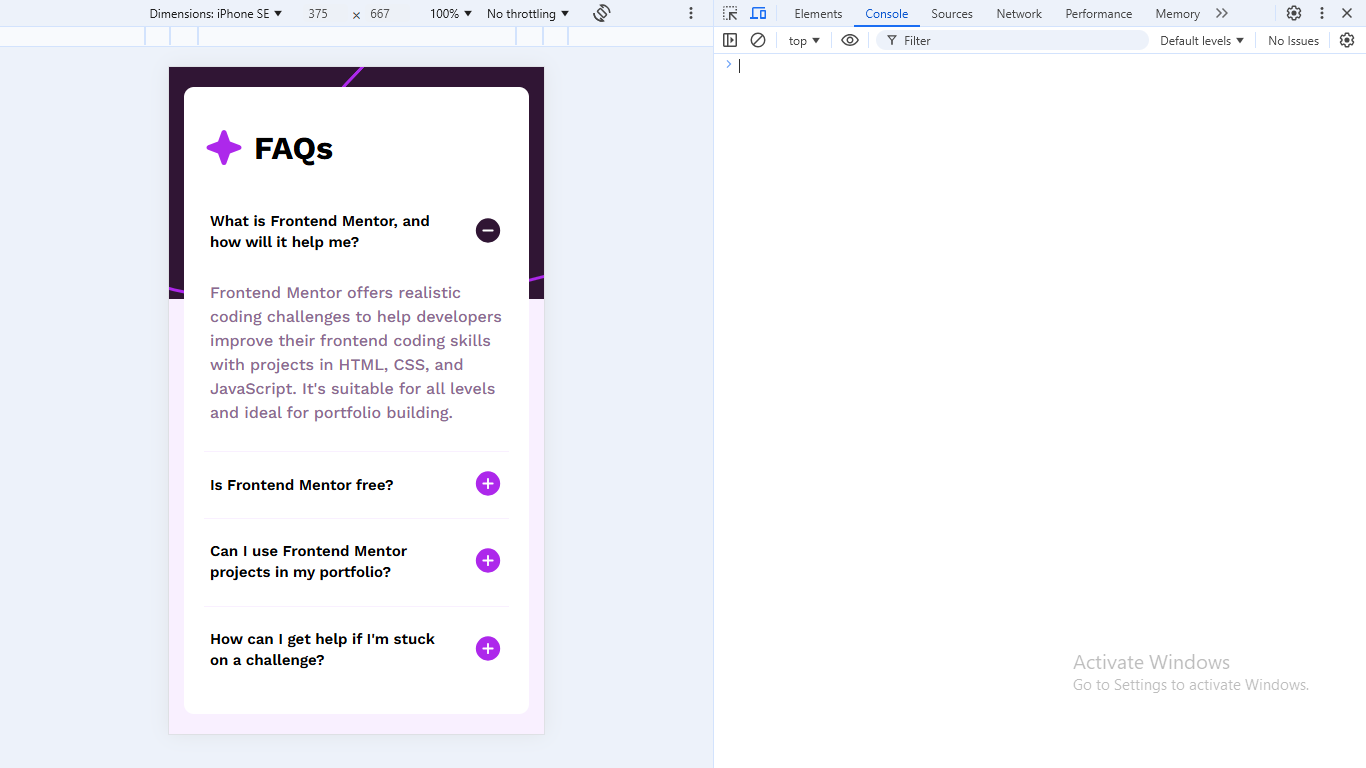 Dimensions: iPhone SE 375 × 667 100% No throttling
Elements Console Sources Network Performance Memory
top Filter Default levels No Issues
FAQs
What is Frontend Mentor, and
how will it help me?
Frontend Mentor offers realistic
coding challenges to help developers
improve their frontend coding skills
with projects in HTML, CSS, and
JavaScript. It's suitable for all levels
and ideal for portfolio building.
Is Frontend Mentor free?
Can I use Frontend Mentor
projects in my portfolio?
How can I get help if I'm stuck
on a challenge?
Activate Windows
Go to Settings to activate Windows.